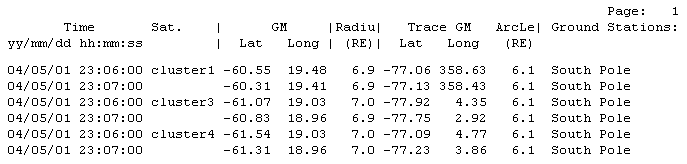 Page: 1
Time Sat. | GM |Radiu| Trace GM ArcLe| Ground Stations:
yy/mm/dd hh:mm:ss | Lat Long | (RE)| Lat Long (RE)
04/05/01 23:06:00 cluster1 -60.55 19.48 6.9 -77.06 358.63 6.1 South Pole
04/05/01 23:07:00 -60.31 19.41 6.9 -77.13 358.43 6.1 South Pole
04/05/01 23:06:00 cluster3 -61.07 19.03 7.0 -77.92 4.35 6.1 South Pole
04/05/01 23:07:00 -60.83 18.96 6.9 -77.75 2.92 6.1 South Pole
04/05/01 23:06:00 cluster4 -61.54 19.03 7.0 -77.09 4.77 6.1 South Pole
04/05/01 23:07:00 -61.31 18.96 7.0 -77.23 3.86 6.1 South Pole